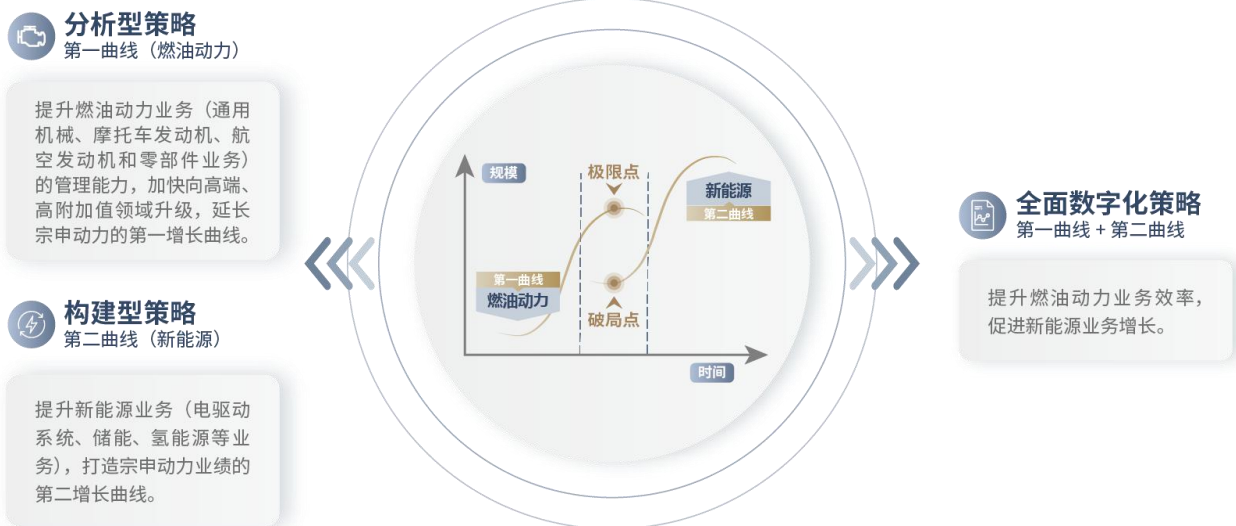 分析型策略
第一曲线（燃油动力）
提升燃油动力业务（通用
机械、摩托车发动机、航
空发动机和零部件业务）
的管理能力，加快向高端、
高附加值领域升级，延长
宗申动力的第一增长曲线。
构建型策略
第二曲线（新能源）
提升新能源业务（电驱动
系统、储能、氢能源等业
务），打造宗申动力业绩的
第二增长曲线。
规模
极限点
新能源
第二曲线
第一曲线
燃油动力
破局点
时间
全面数字化策略
第一曲线 + 第二曲线
提升燃油动力业务效率，
促进新能源业务增长。